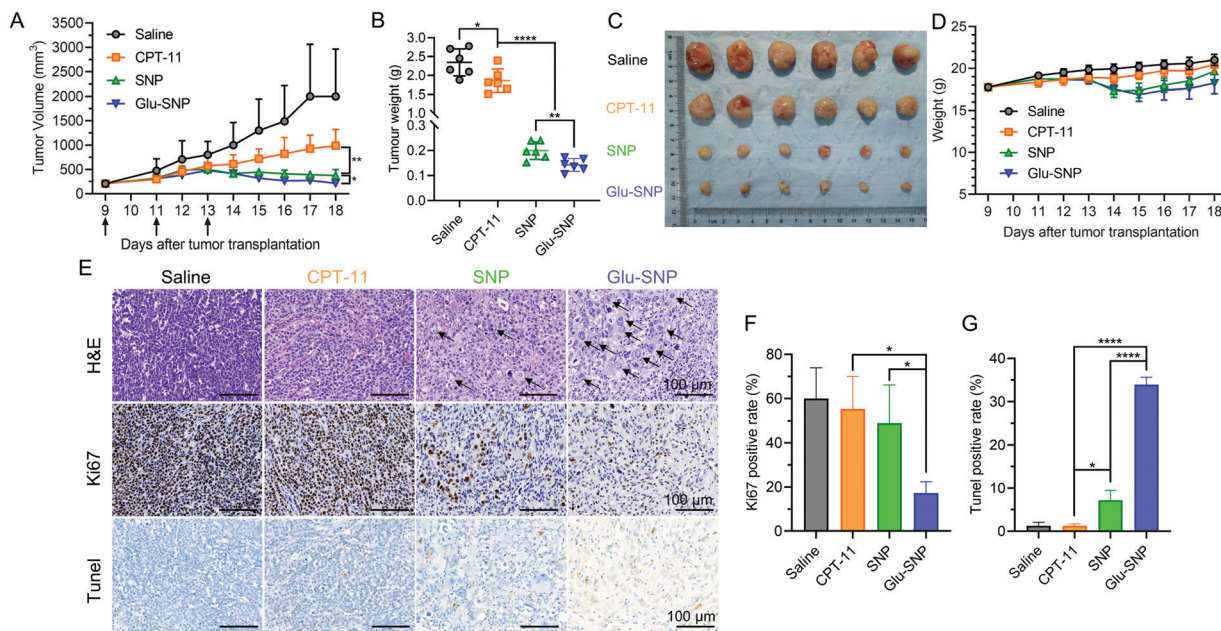 A
Tumor Volume (mm³)
3500
3000
2500
2000
1500
1000
500
0
Saline
CPT-11
SNP
Glu-SNP
**
*
9 10 11 12 13 14 15 16 17 18
Days after tumor transplantation
B
Tumour weight (g)
3.0
2.5
2.0
1.5
1.0
0.3
0.2
0.1
0.0
*
****
**
Saline
CPT-11
SNP
Glu-SNP
C
Saline
CPT-11
SNP
Glu-SNP
D
Weight (g)
25
20
15
10
5
Saline
CPT-11
SNP
Glu-SNP
9 10 11 12 13 14 15 16 17 18
Days after tumor transplantation
E
Saline CPT-11 SNP Glu-SNP
H&E
100 µm
Ki67
100 µm
Tunel
100 µm
F
Ki67 positive rate (%)
80
60
40
20
0
*
*
Saline
CPT-11
SNP
Glu-SNP
G
Tunel positive rate (%)
40
30
20
10
0
****
****
*
Saline
CPT-11
SNP
Glu-SNP